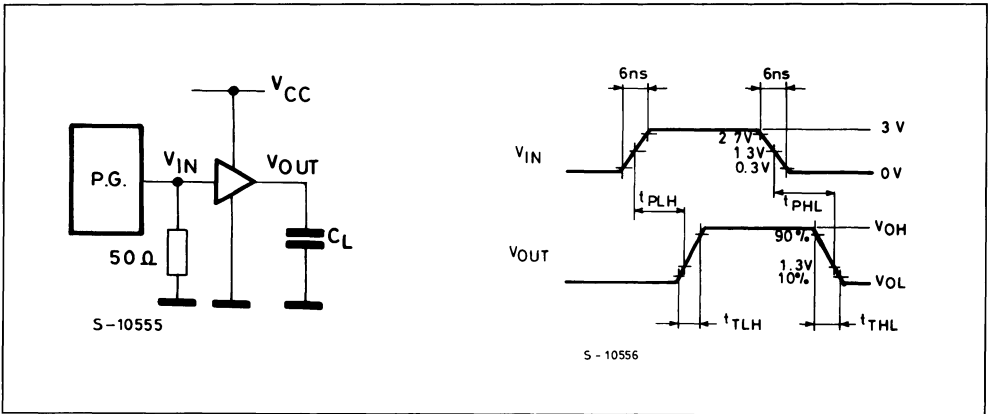 VCC
P.G.
VIN
VOUT
50 Ω
CL
S-10555
6ns
6ns
3 V
2 7V
1.3V
0.3V
VIN
0V
tPLH
tPHL
VOH
90%
VOUT
1.3V
10%
VOL
tTLH
tTHL
S - 10556